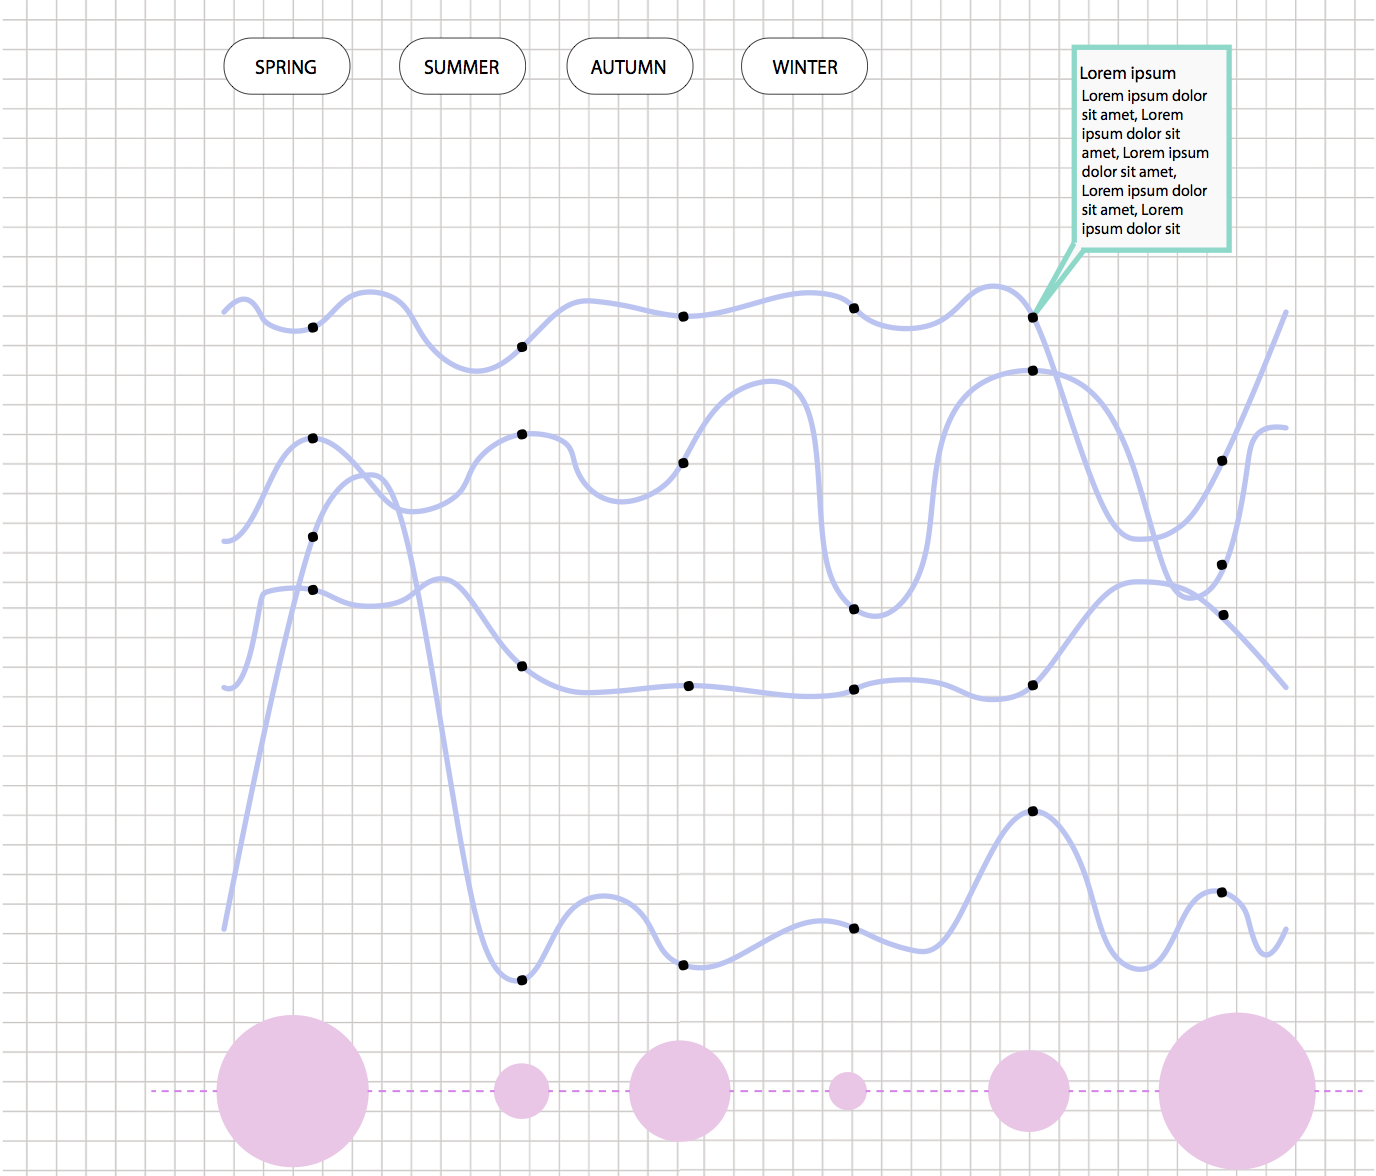 SPRING
SUMMER
AUTUMN
WINTER
Lorem ipsum
Lorem ipsum dolor
sit amet, Lorem
ipsum dolor sit
amet, Lorem ipsum
dolor sit amet,
Lorem ipsum dolor
sit amet, Lorem
ipsum dolor sit